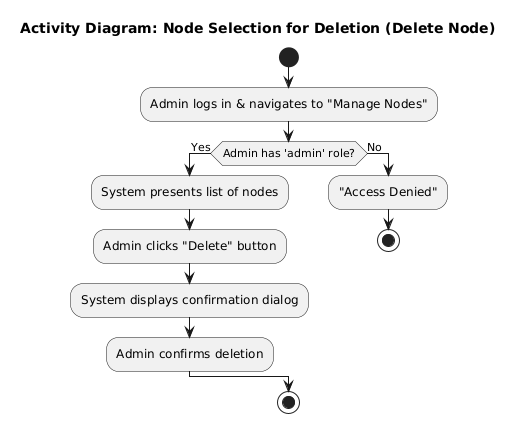 Activity Diagram: Node Selection for Deletion (Delete Node)
Admin logs in & navigates to "Manage Nodes"
Admin has 'admin' role?
Yes
No
System presents list of nodes
"Access Denied"
Admin clicks "Delete" button
System displays confirmation dialog
Admin confirms deletion